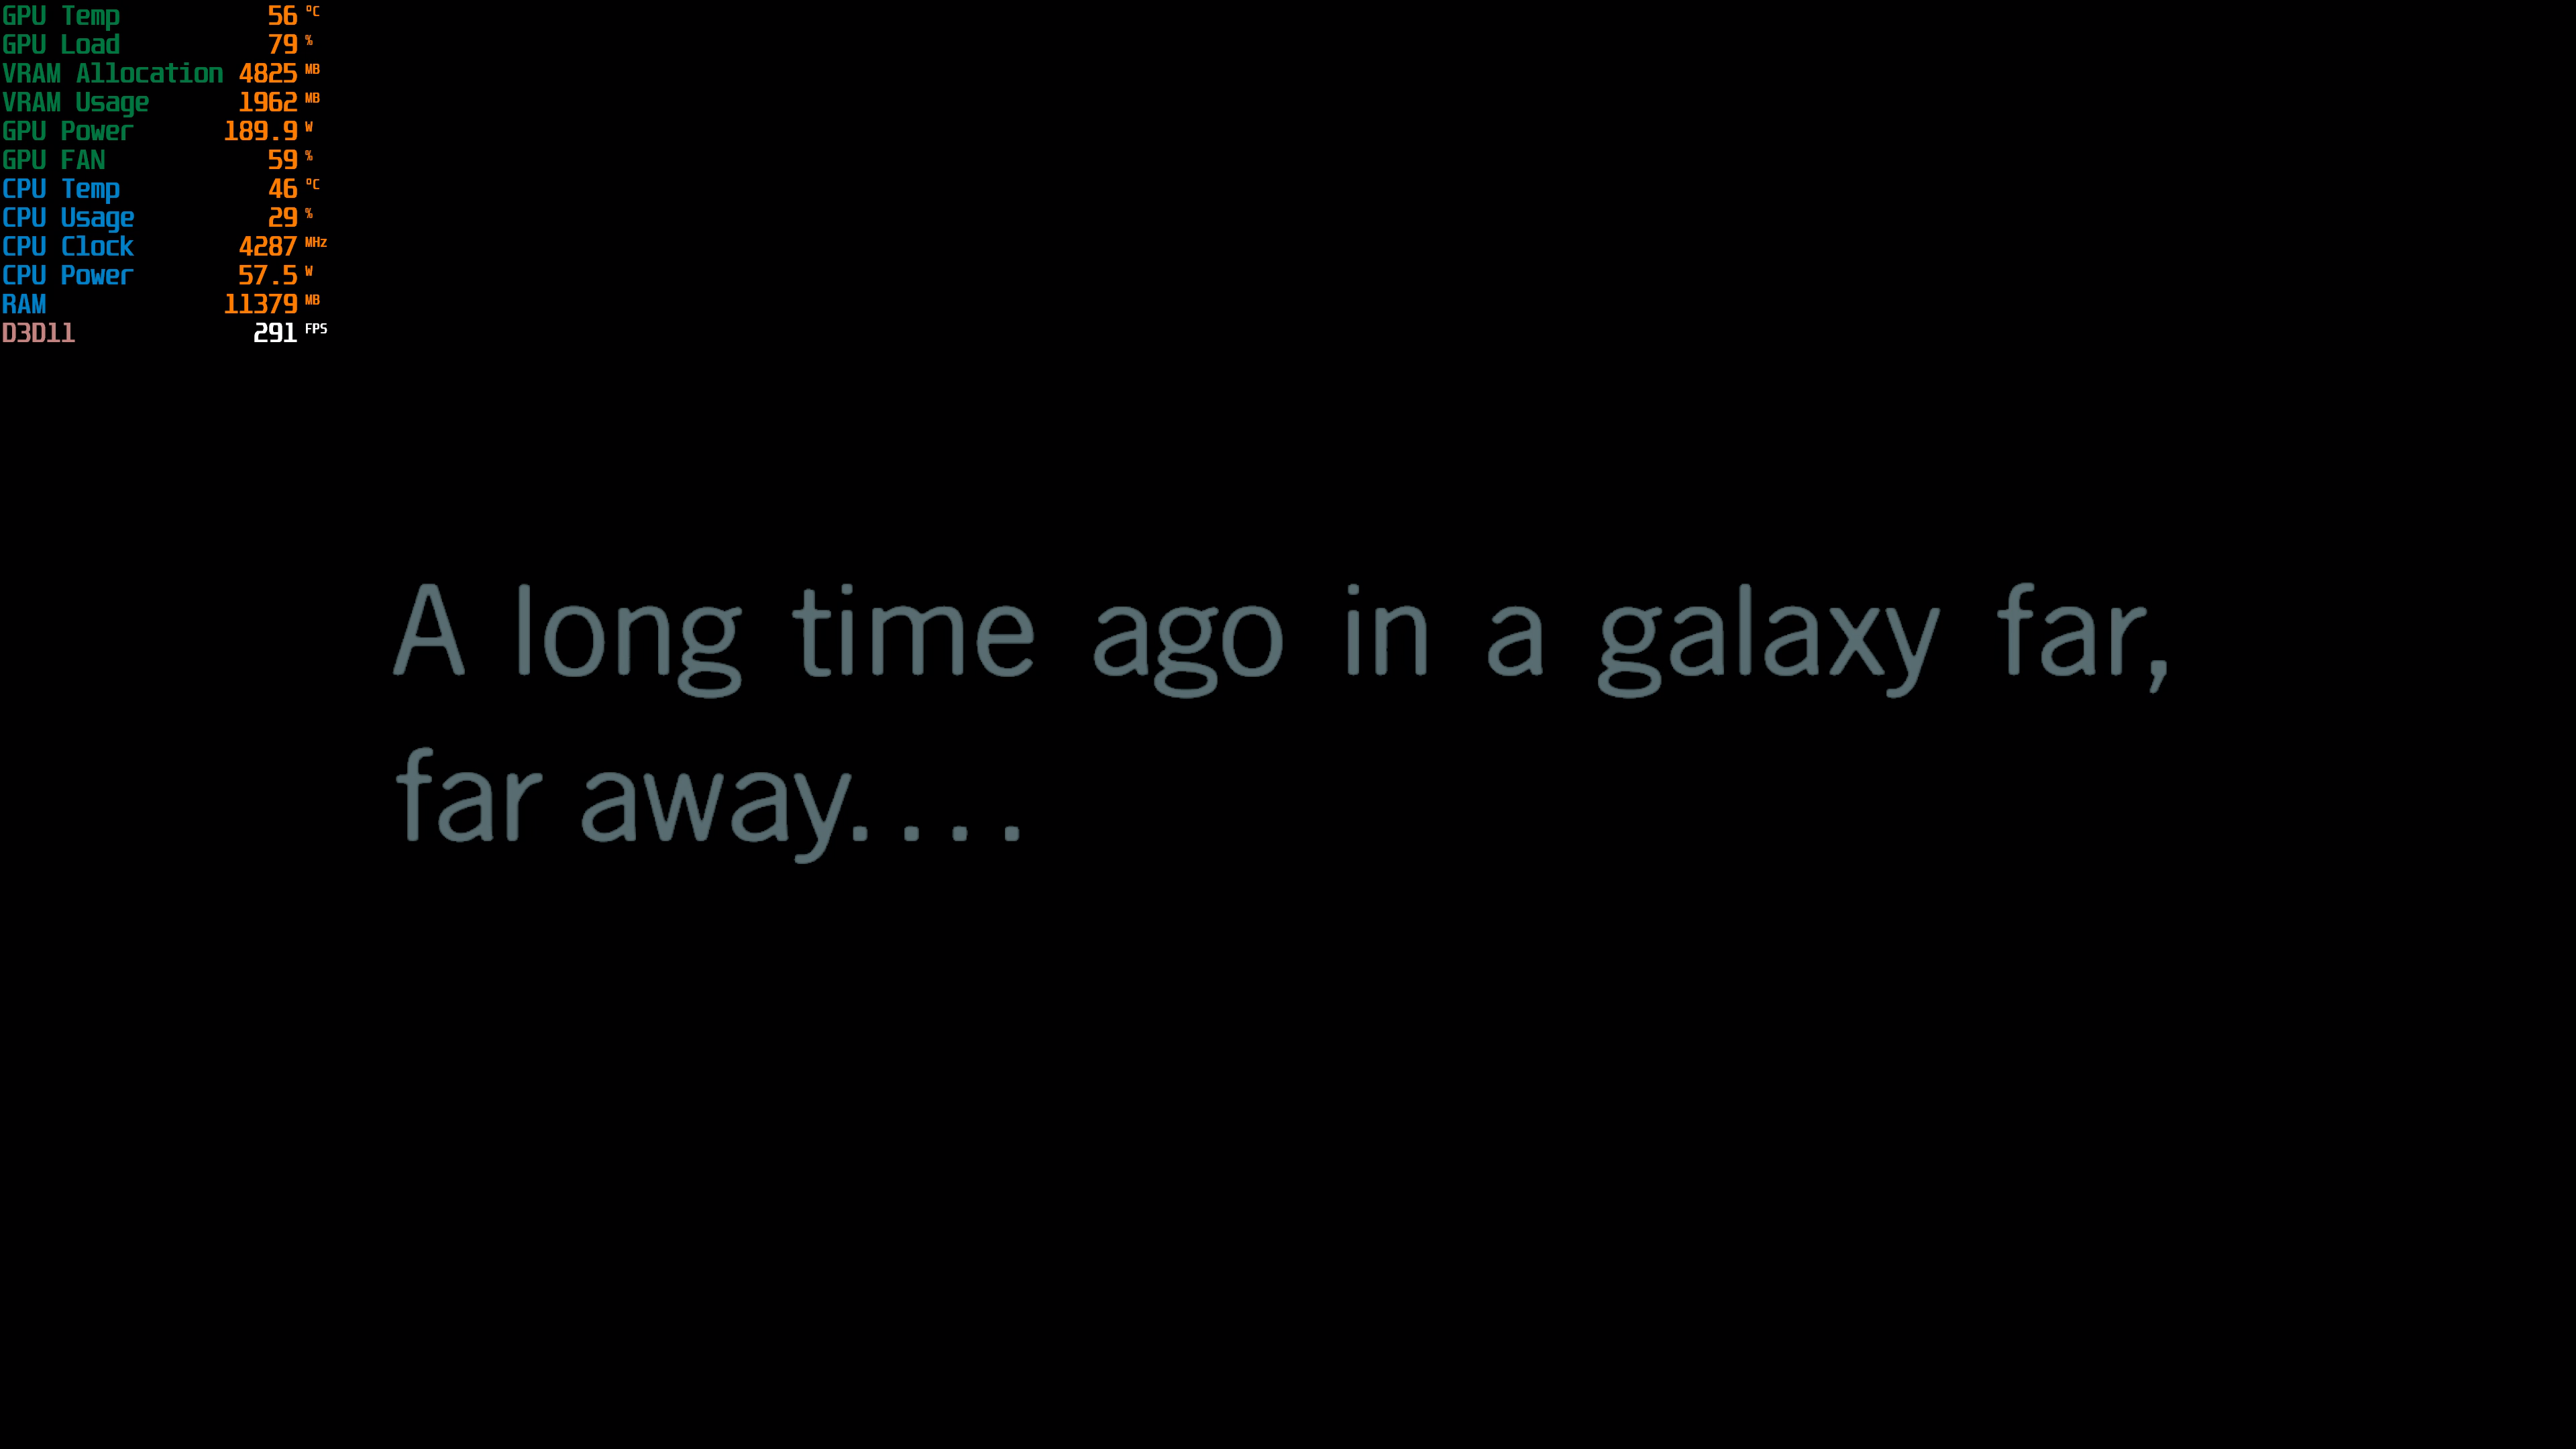 GPU Temp 56 °C
GPU Load 79 %
VRAM Allocation 4825 MB
VRAM Usage 1962 MB
GPU Power 189.9 W
GPU FAN 59 %
CPU Temp 46 °C
CPU Usage 29 %
CPU Clock 4287 MHz
CPU Power 57.5 W
RAM 11379 MB
D3D11 291 FPS
A long time ago in a galaxy far,
far away....